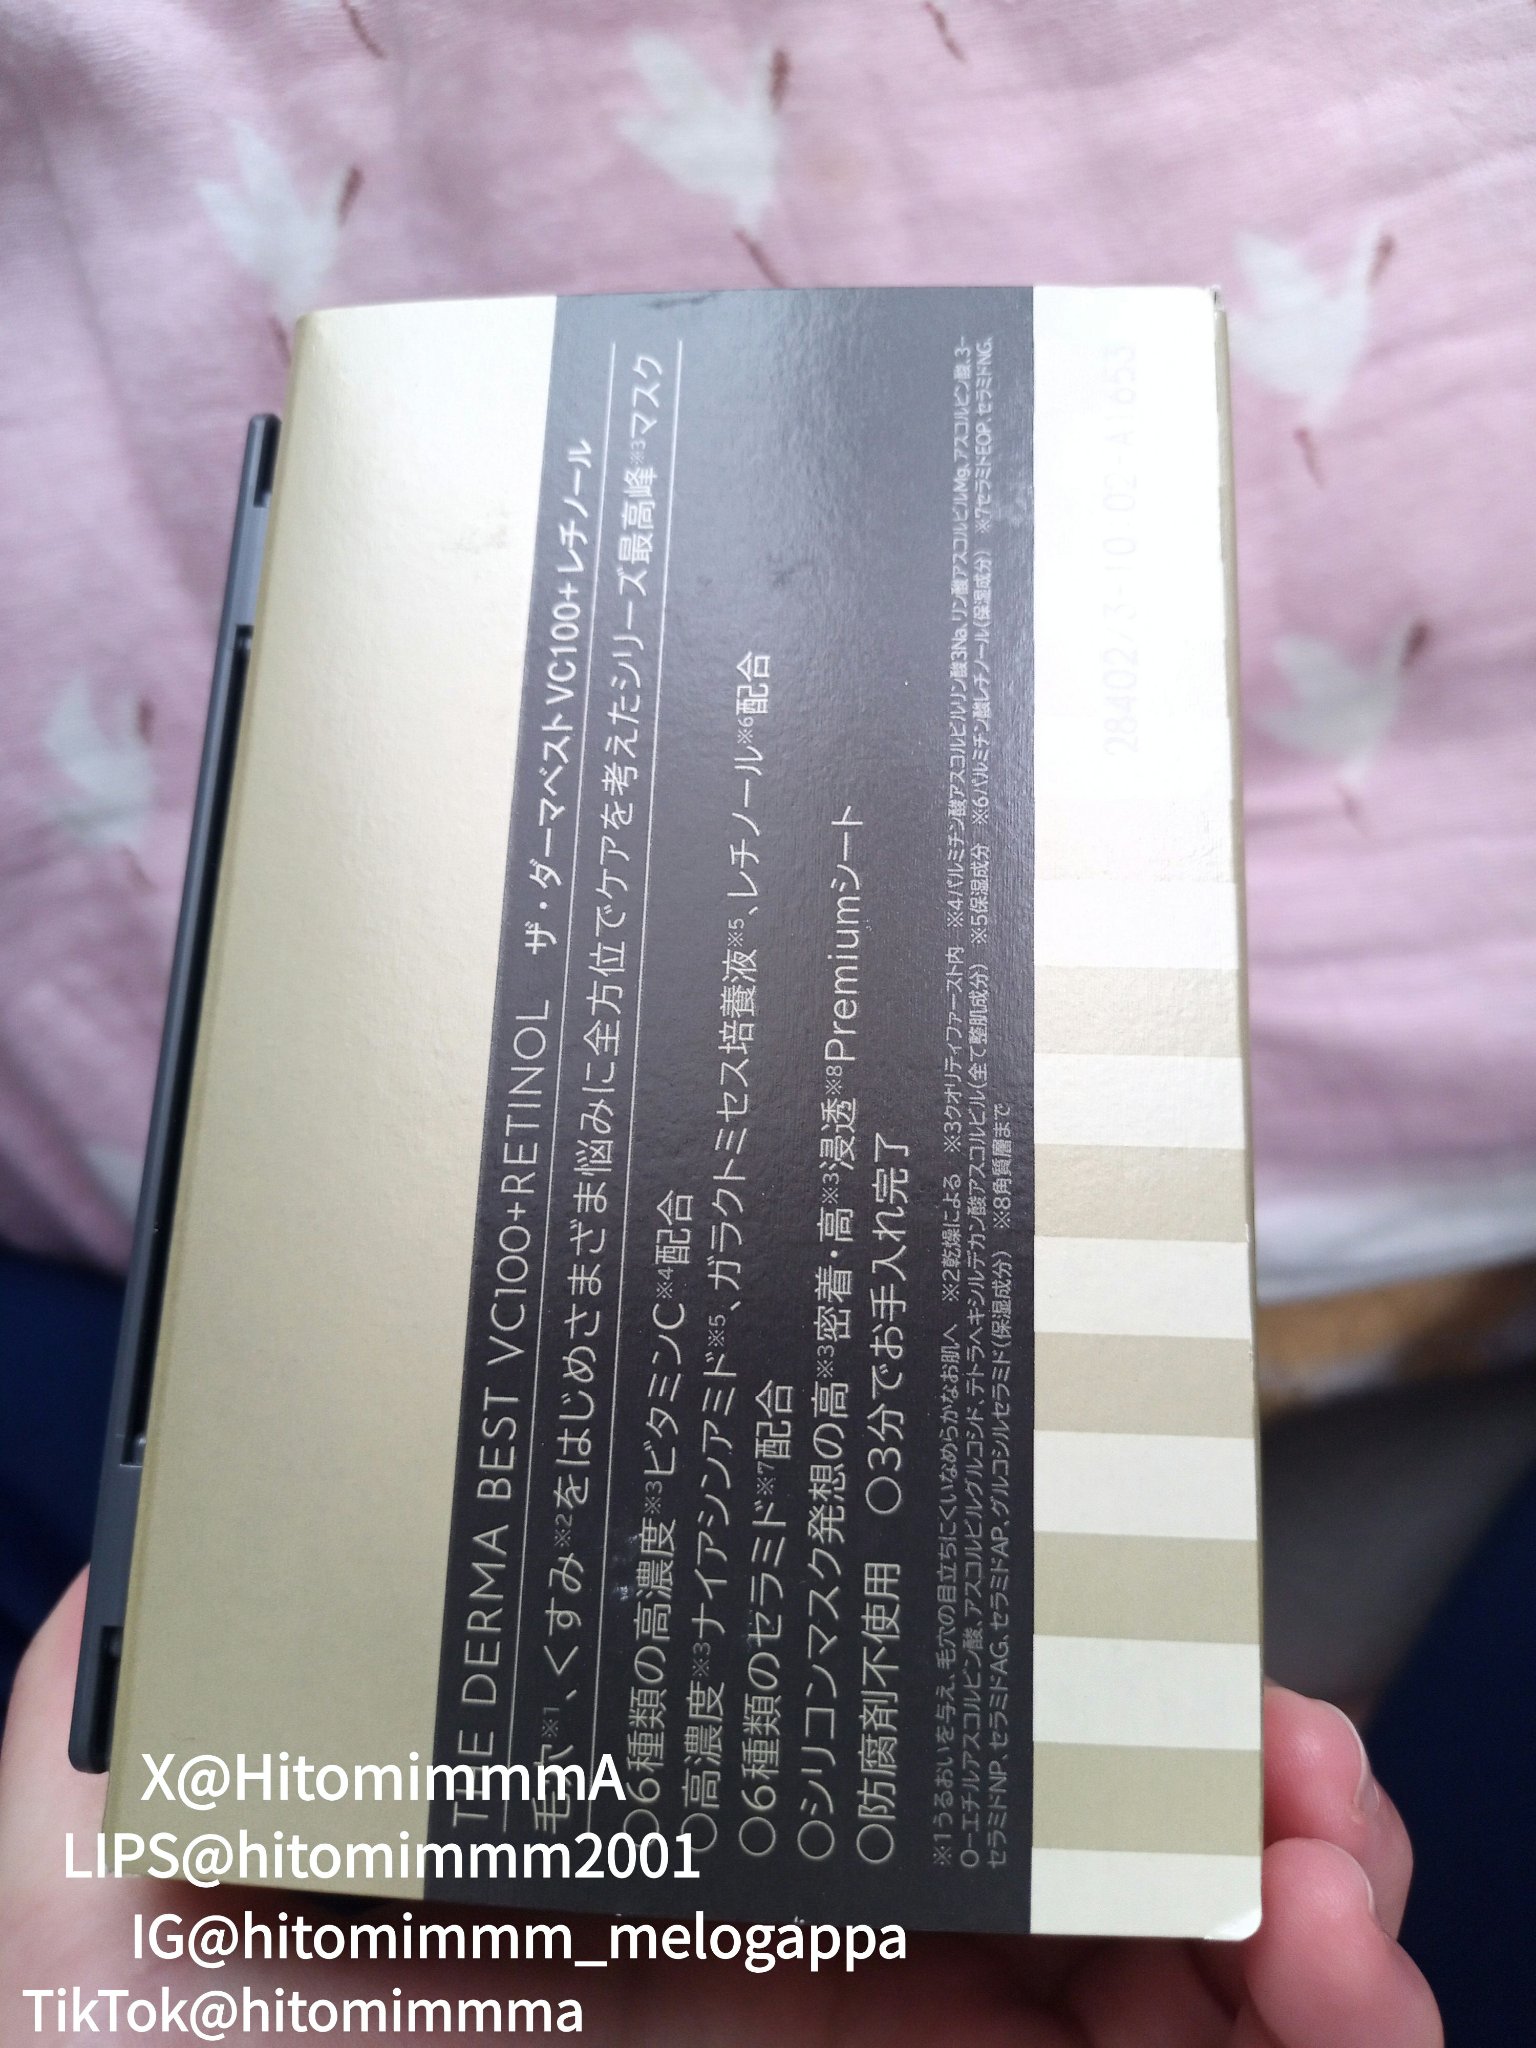 THE DERMA BEST VC100+RETINOL ザ・ダーマベスト VC100+レチノール
毛穴※1、くすみ※2をはじめさまざま悩みに全方位でケアを考えたシリーズ最高峰※3マスク
○6種類の高濃度※3ビタミンC※4配合
○高濃度※3ナイアシンアミド※5、ガラクトミセス培養液※5、レチノール※6配合
○6種類のセラミド※7配合
○シリコンマスク発想の高※3密着・高※3浸透※8Premiumシート
○防腐剤不使用 ○3分でお手入れ完了
※1うるおいを与え、毛穴の目立ちにくいなめらかなお肌へ ※2乾燥による ※3クオリティファースト内 ※4パルミチン酸アスコルビルリン酸3Na、リン酸アスコルビルMg、アスコルビン酸、3-
O-エチルアスコルビン酸、アスコルビルグルコシド、テトラヘキシルデカン酸アスコルビル(全て整肌成分) ※5保湿成分 ※6パルミチン酸レチノール(保湿成分) ※7セラミドEOP、セラミドNG、
セラミドNP、セラミドAG、セラミドAP、グルコシルセラミド(保湿成分) ※8角質層まで
28402/3-10 02-A1653
X@HitomimmmA
LIPS@hitomimmm2001
IG@hitomimmm_melogappa
TikTok@hitomimmma